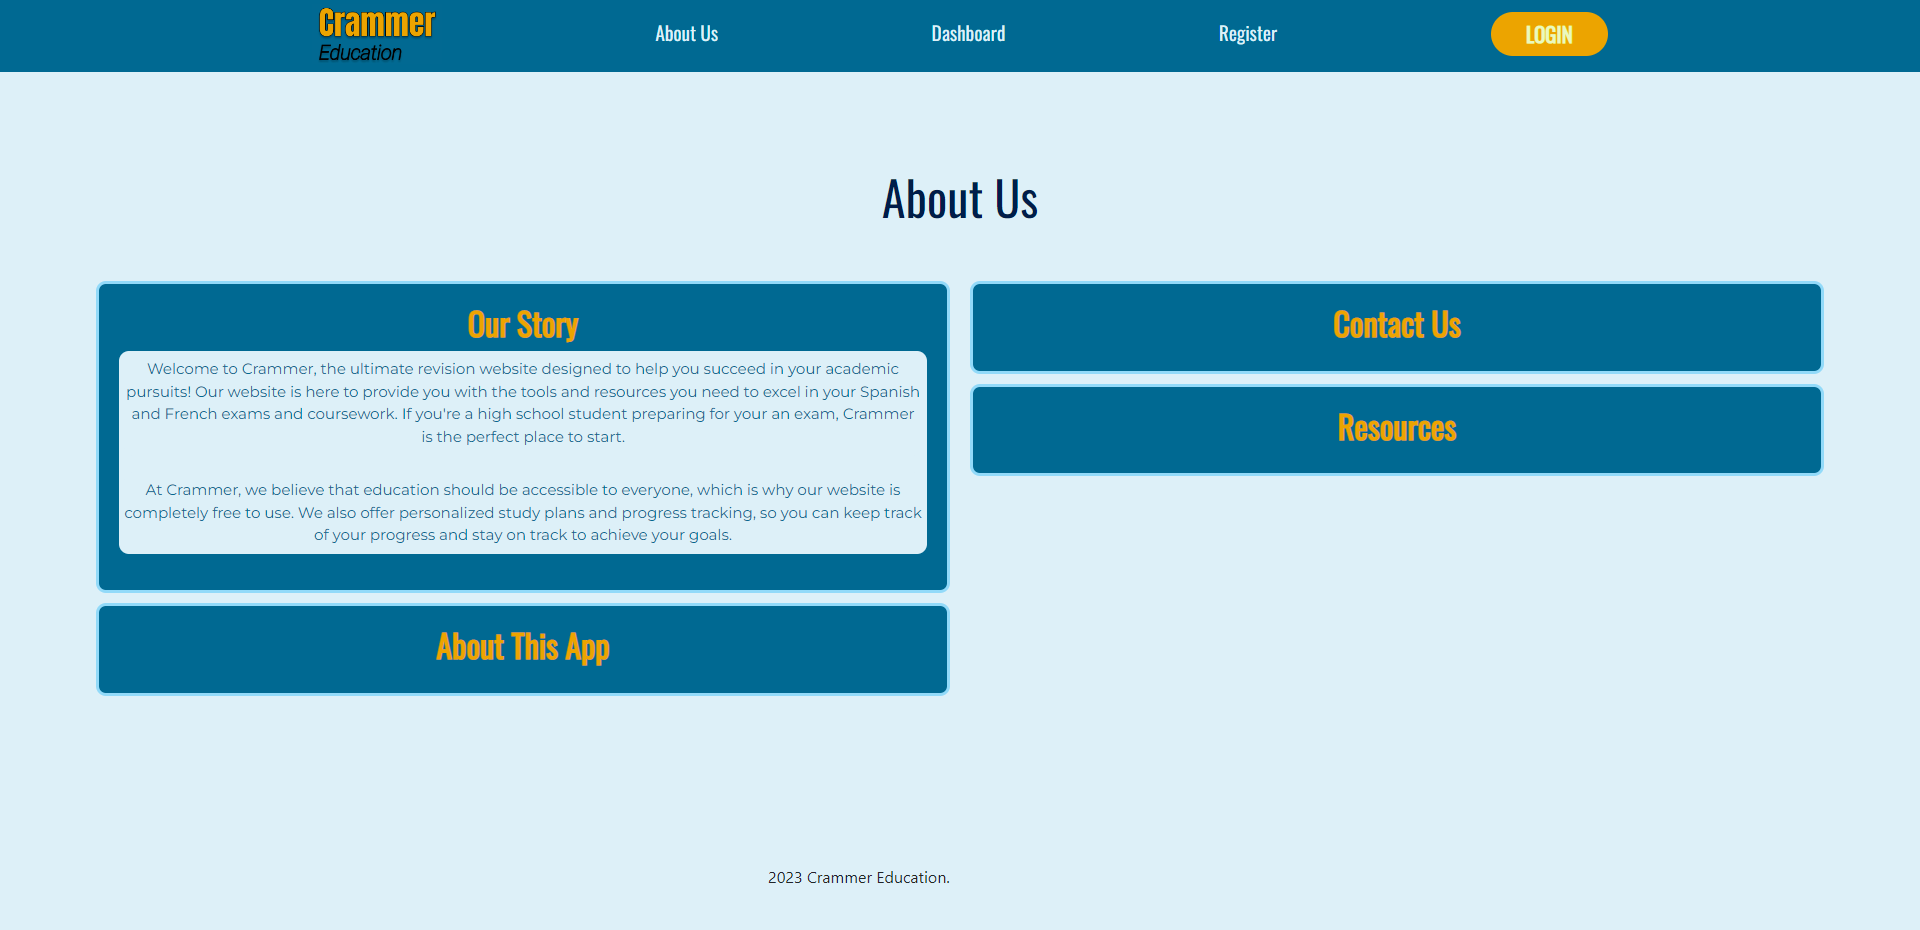 Crammer
Education
About Us
Dashboard
Register
LOGIN
About Us
Our Story
Welcome to Crammer, the ultimate revision website designed to help you succeed in your academic
pursuits! Our website is here to provide you with the tools and resources you need to excel in your Spanish
and French exams and coursework. If you're a high school student preparing for your an exam, Crammer
is the perfect place to start.
At Crammer, we believe that education should be accessible to everyone, which is why our website is
completely free to use. We also offer personalized study plans and progress tracking, so you can keep track
of your progress and stay on track to achieve your goals.
About This App
Contact Us
Resources
2023 Crammer Education.